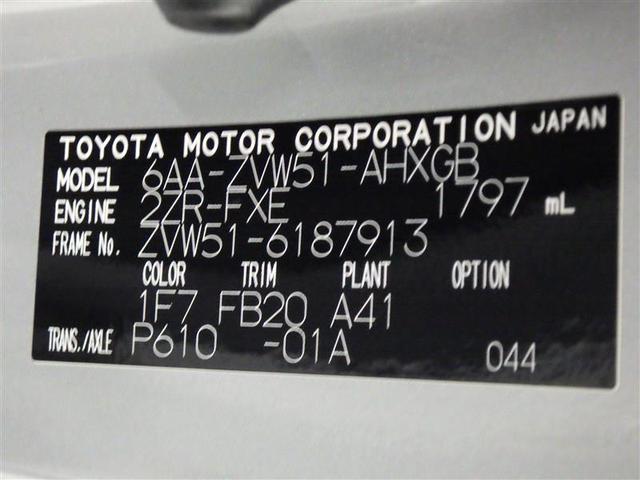 TOYOTA MOTOR CORPORATION JAPAN
MODEL 6AA-ZVW51-AHXGB
ENGINE 2ZR-FXE 1797 mL
FRAME No. ZVW51-6187913
COLOR TRIM PLANT OPTION
1F7 FB20 A41
TRANS./AXLE P610 -01A 044